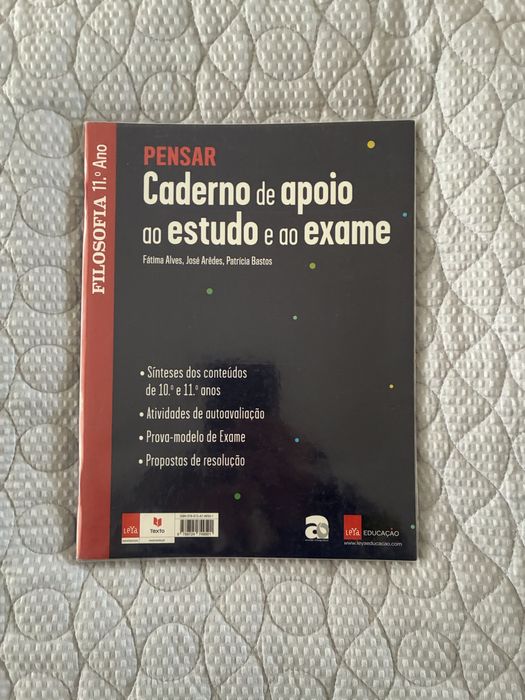 FILOSOFIA 11.º Ano
PENSAR
Caderno de apoio
ao estudo e ao exame
Fátima Alves, José Arêdes, Patrícia Bastos
• Sínteses dos conteúdos
de 10.º e 11.º anos
• Atividades de autoavaliação
• Prova-modelo de Exame
• Propostas de resolução
LEYA
Texto
LEYA EDUCAÇÃO
www.leyaeducacao.com